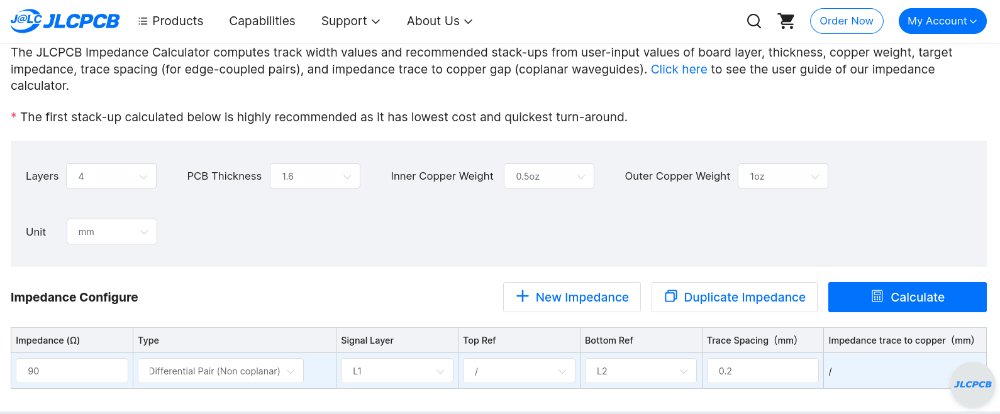 J@LC JLCPCB Products Capabilities Support About Us Order Now My Account
The JLCPCB Impedance Calculator computes track width values and recommended stack-ups from user-input values of board layer, thickness, copper weight, target
impedance, trace spacing (for edge-coupled pairs), and impedance trace to copper gap (coplanar waveguides). Click here to see the user guide of our impedance
calculator.
* The first stack-up calculated below is highly recommended as it has lowest cost and quickest turn-around.
Layers 4 PCB Thickness 1.6 Inner Copper Weight 0.5oz Outer Copper Weight 1oz
Unit mm
Impedance Configure New Impedance Duplicate Impedance Calculate
Impedance (Ω) Type Signal Layer Top Ref Bottom Ref Trace Spacing（mm） Impedance trace to copper（mm）
90 Differential Pair (Non coplanar) L1 / L2 0.2 /
JLCPCB